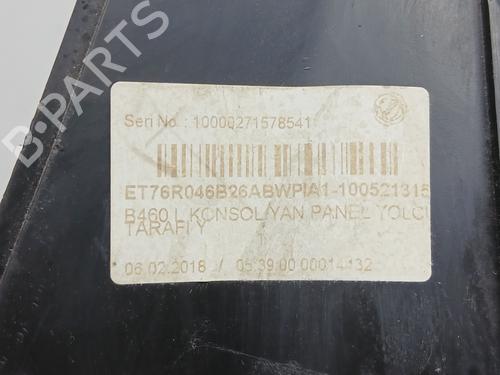 B-PARTS
Seri No : 10000271578541
ET76R046B26ABWPIA1-100521315
B460 L KONSOL YAN PANEL YOLCU
TARAFI Y
06.02.2018 / 05:39:00 00014132